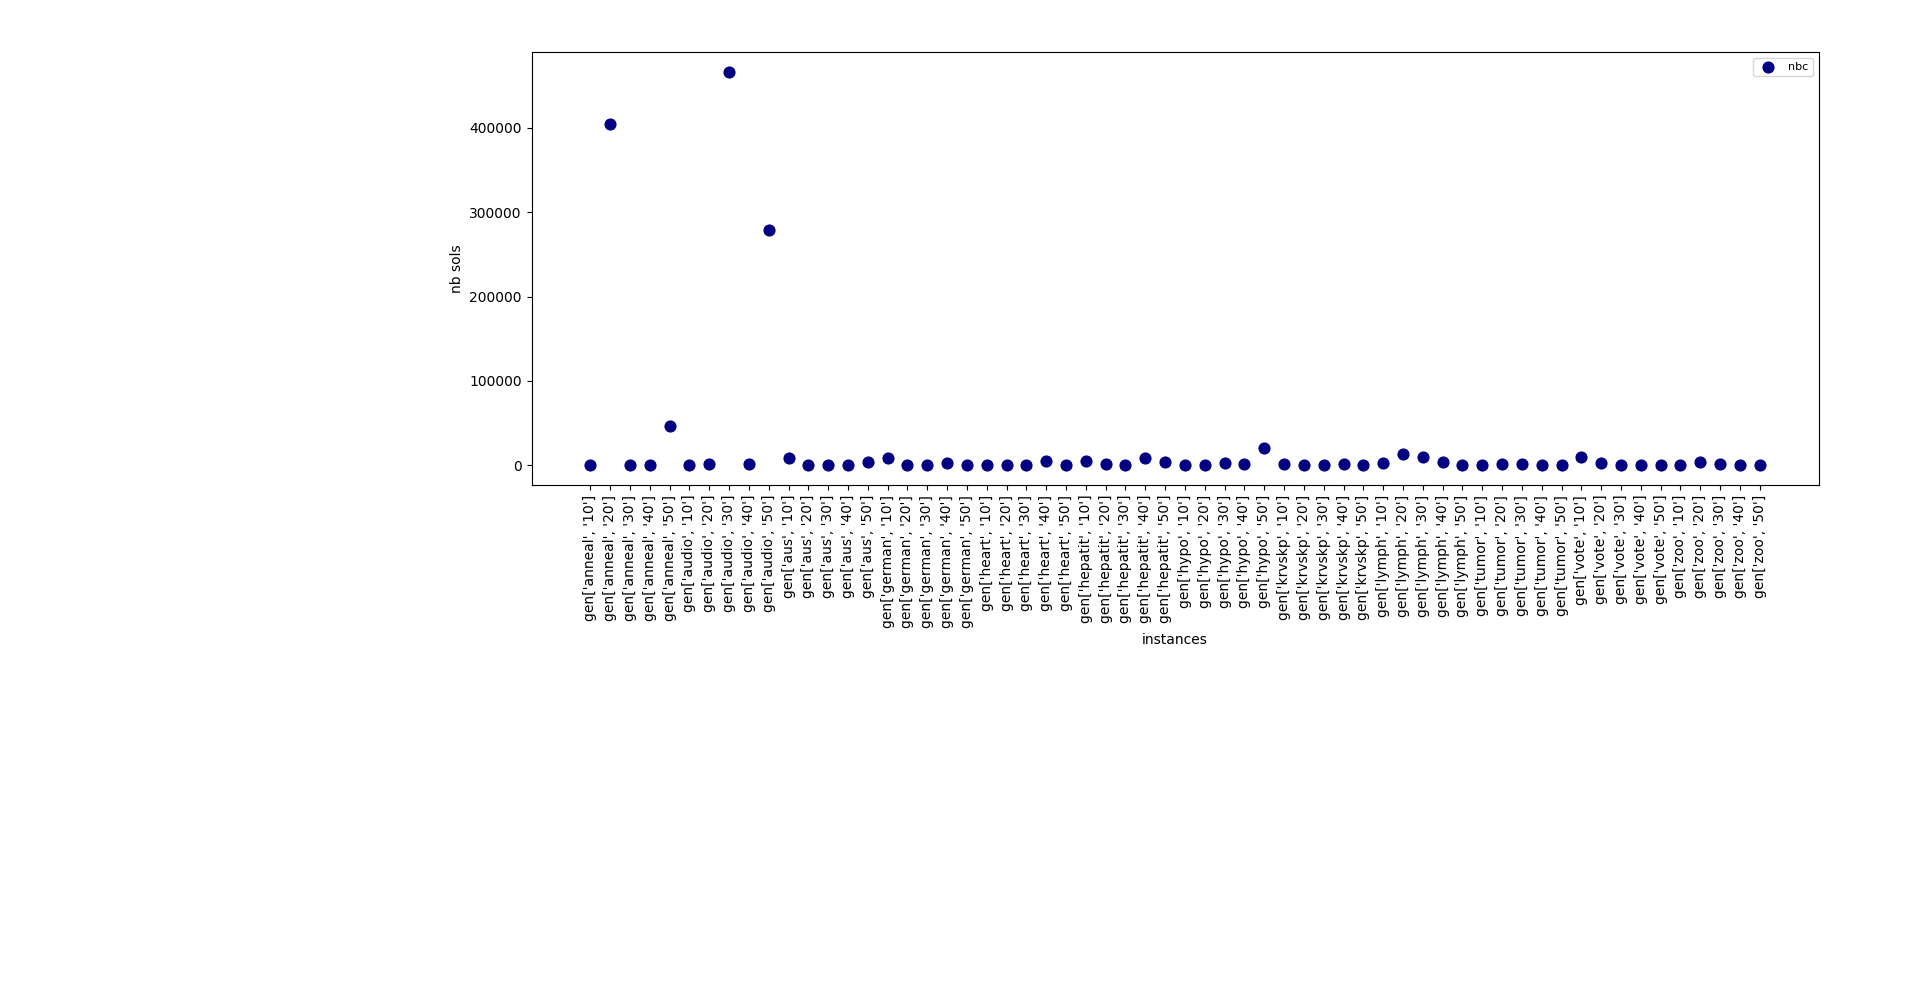 nbc
400000
300000
200000
100000
0
nb sols
gen['anneal', '10']
gen['anneal', '20']
gen['anneal', '30']
gen['anneal', '40']
gen['anneal', '50']
gen['audio', '10']
gen['audio', '20']
gen['audio', '30']
gen['audio', '40']
gen['audio', '50']
gen['aus', '10']
gen['aus', '20']
gen['aus', '30']
gen['aus', '40']
gen['aus', '50']
gen['german', '10']
gen['german', '20']
gen['german', '30']
gen['german', '40']
gen['german', '50']
gen['heart', '10']
gen['heart', '20']
gen['heart', '30']
gen['heart', '40']
gen['heart', '50']
gen['hepatit', '10']
gen['hepatit', '20']
gen['hepatit', '30']
gen['hepatit', '40']
gen['hepatit', '50']
gen['hypo', '10']
gen['hypo', '20']
gen['hypo', '30']
gen['hypo', '40']
gen['hypo', '50']
gen['krvskp', '10']
gen['krvskp', '20']
gen['krvskp', '30']
gen['krvskp', '40']
gen['krvskp', '50']
gen['lymph', '10']
gen['lymph', '20']
gen['lymph', '30']
gen['lymph', '40']
gen['lymph', '50']
gen['tumor', '10']
gen['tumor', '20']
gen['tumor', '30']
gen['tumor', '40']
gen['tumor', '50']
gen['vote', '10']
gen['vote', '20']
gen['vote', '30']
gen['vote', '40']
gen['vote', '50']
gen['zoo', '10']
gen['zoo', '20']
gen['zoo', '30']
gen['zoo', '40']
gen['zoo', '50']
instances